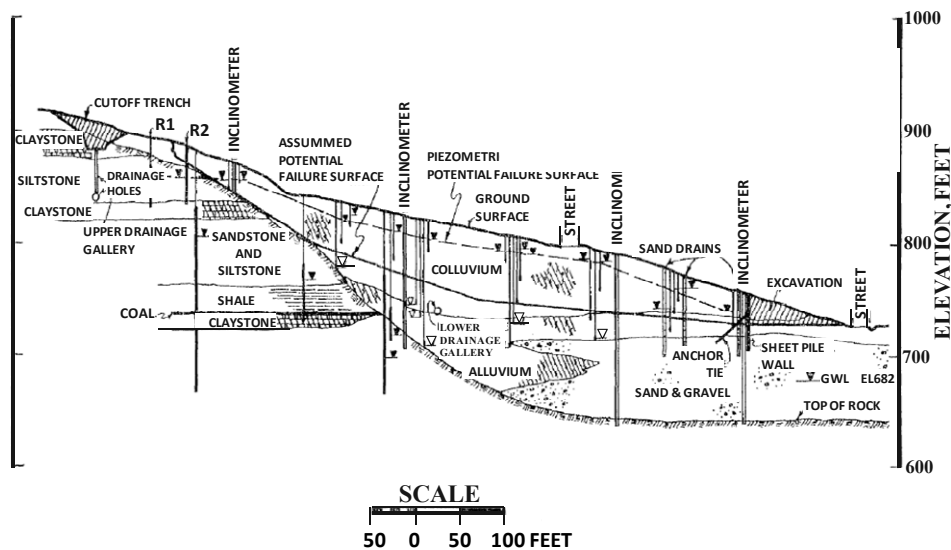 1000
CUTOFF TRENCH
R1
R2
INCLINOMETER
900
CLAYSTONE
SILTSTONE
DRAINAGE
HOLES
CLAYSTONE
UPPER DRAINAGE
GALLERY
ASSUMMED
POTENTIAL
FAILURE SURFACE
INCLINOMETER
PIEZOMETRI
POTENTIAL FAILURE SURFACE
GROUND
SURFACE
STREET
INCLINOMI
INCLINOMETER
ELEVATION,FEET
800
SANDSTONE
AND
SILTSTONE
COLLUVIUM
SAND DRAINS
EXCAVATION
STREET
SHALE
COAL
CLAYSTONE
LOWER
DRAINAGE
GALLERY
ALLUVIUM
ANCHOR
TIE
SHEET PILE
WALL
700
GWL EL682
SAND & GRAVEL
TOP OF ROCK
600
SCALE
50 0 50 100 FEET